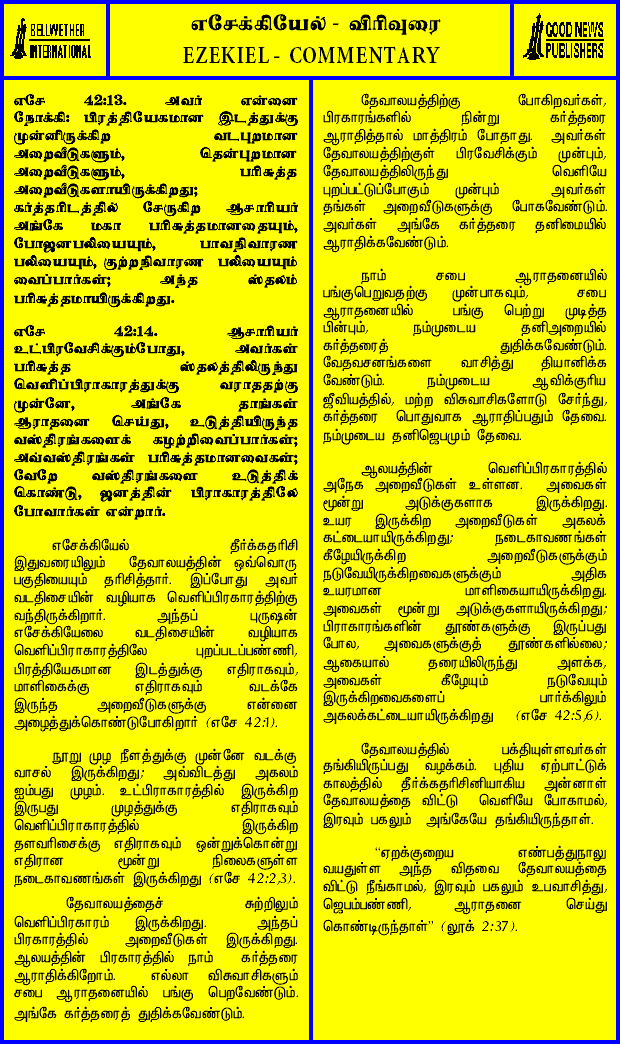 BELLWETHER
INTERNATIONAL
எசேக்கியேல் - விரிவுரை
EZEKIEL - COMMENTARY
GOOD NEWS
PUBLISHERS
எசே 42:13. அவர் என்னை
நோக்கி: பிரத்தியேகமான இடத்துக்கு
முன்னிருக்கிற வடபுறமான
அறைவீடுகளும், தென்புறமான
அறைவீடுகளும், பரிசுத்த
அறைவீடுகளாயிருக்கிறது;
கர்த்தரிடத்தில் சேருகிற ஆசாரியர்
அங்கே மகா பரிசுத்தமானதையும்,
போஜனபலியையும், பாவநிவாரண
பலியையும், குற்றநிவாரண பலியையும்
வைப்பார்கள்; அந்த ஸ்தலம்
பரிசுத்தமாயிருக்கிறது.
எசே 42:14. ஆசாரியர்
உட்பிரவேசிக்கும்போது, அவர்கள்
பரிசுத்த ஸ்தலத்திலிருந்து
வெளிப்பிராகாரத்துக்கு வராததற்கு
முன்னே, அங்கே தாங்கள்
ஆராதனை செய்து, உடுத்தியிருந்த
வஸ்திரங்களைக் கழற்றிவைப்பார்கள்;
அவ்வஸ்திரங்கள் பரிசுத்தமானவைகள்;
வேறே வஸ்திரங்களை உடுத்திக்
கொண்டு, ஜனத்தின் பிராகாரத்திலே
போவார்கள் என்றார்.
எசேக்கியேல் தீர்க்கதரிசி
இதுவரையிலும் தேவாலயத்தின் ஒவ்வொரு
பகுதியையும் தரிசித்தார். இப்போது அவர்
வடதிசையின் வழியாக வெளிப்பிரகாரத்திற்கு
வந்திருக்கிறார். அந்தப் புருஷன்
எசேக்கியேலை வடதிசையின் வழியாக
வெளிப்பிராகாரத்திலே புறப்படப்பண்ணி,
பிரத்தியேகமான இடத்துக்கு எதிராகவும்,
மாளிகைக்கு எதிராகவும் வடக்கே
இருந்த அறைவீடுகளுக்கு என்னை
அழைத்துக்கொண்டுபோகிறார் (எசே 42:1).
நூறு முழ நீளத்துக்கு முன்னே வடக்கு
வாசல் இருக்கிறது; அவ்விடத்து அகலம்
ஐம்பது முழம். உட்பிராகாரத்தில் இருக்கிற
இருபது முழத்துக்கு எதிராகவும்
வெளிப்பிராகாரத்தில் இருக்கிற
தளவரிசைக்கு எதிராகவும் ஒன்றுக்கொன்று
எதிரான மூன்று நிலைகளுள்ள
நடைகாவணங்கள் இருக்கிறது (எசே 42:2,3).
தேவாலயத்தைச் சுற்றிலும்
வெளிப்பிரகாரம் இருக்கிறது. அந்தப்
பிரகாரத்தில் அறைவீடுகள் இருக்கிறது.
ஆலயத்தின் பிரகாரத்தில் நாம் கர்த்தரை
ஆராதிக்கிறோம். எல்லா விசுவாசிகளும்
சபை ஆராதனையில் பங்கு பெறவேண்டும்.
அங்கே கர்த்தரைத் துதிக்கவேண்டும்.
தேவாலயத்திற்கு போகிறவர்கள்,
பிரகாரங்களில் நின்று கர்த்தரை
ஆராதித்தால் மாத்திரம் போதாது. அவர்கள்
தேவாலயத்திற்குள் பிரவேசிக்கும் முன்பும்,
தேவாலயத்திலிருந்து வெளியே
புறப்பட்டுப்போகும் முன்பும் அவர்கள்
தங்கள் அறைவீடுகளுக்கு போகவேண்டும்.
அவர்கள் அங்கே கர்த்தரை தனிமையில்
ஆராதிக்கவேண்டும்.
நாம் சபை ஆராதனையில்
பங்குபெறுவதற்கு முன்பாகவும், சபை
ஆராதனையில் பங்கு பெற்று முடித்த
பின்பும், நம்முடைய தனிஅறையில்
கர்த்தரைத் துதிக்கவேண்டும்.
வேதவசனங்களை வாசித்து தியானிக்க
வேண்டும். நம்முடைய ஆவிக்குரிய
ஜீவியத்தில், மற்ற விசுவாசிகளோடு சேர்ந்து,
கர்த்தரை பொதுவாக ஆராதிப்பதும் தேவை.
நம்முடைய தனிஜெபமும் தேவை.
ஆலயத்தின் வெளிப்பிரகாரத்தில்
அநேக அறைவீடுகள் உள்ளன. அவைகள்
மூன்று அடுக்குகளாக இருக்கிறது.
உயர இருக்கிற அறைவீடுகள் அகலக்
கட்டையாயிருக்கிறது; நடைகாவணங்கள்
கீழேயிருக்கிற அறைவீடுகளுக்கும்
நடுவேயிருக்கிறவைகளுக்கும் அதிக
உயரமான மாளிகையாயிருக்கிறது.
அவைகள் மூன்று அடுக்குகளாயிருக்கிறது;
பிராகாரங்களின் தூண்களுக்கு இருப்பது
போல, அவைகளுக்குத் தூண்களில்லை;
ஆகையால் தரையிலிருந்து அளக்க,
அவைகள் கீழேயும் நடுவேயும்
இருக்கிறவைகளைப் பார்க்கிலும்
அகலக்கட்டையாயிருக்கிறது (எசே 42:5,6).
தேவாலயத்தில் பக்தியுள்ளவர்கள்
தங்கியிருப்பது வழக்கம். புதிய ஏற்பாட்டுக்
காலத்தில் தீர்க்கதரிசினியாகிய அன்னாள்
தேவாலயத்தை விட்டு வெளியே போகாமல்,
இரவும் பகலும் அங்கேயே தங்கியிருந்தாள்.
“ஏறக்குறைய எண்பத்துநாலு
வயதுள்ள அந்த விதவை தேவாலயத்தை
விட்டு நீங்காமல், இரவும் பகலும் உபவாசித்து,
ஜெபம்பண்ணி, ஆராதனை செய்து
கொண்டிருந்தாள்” (லூக் 2:37).